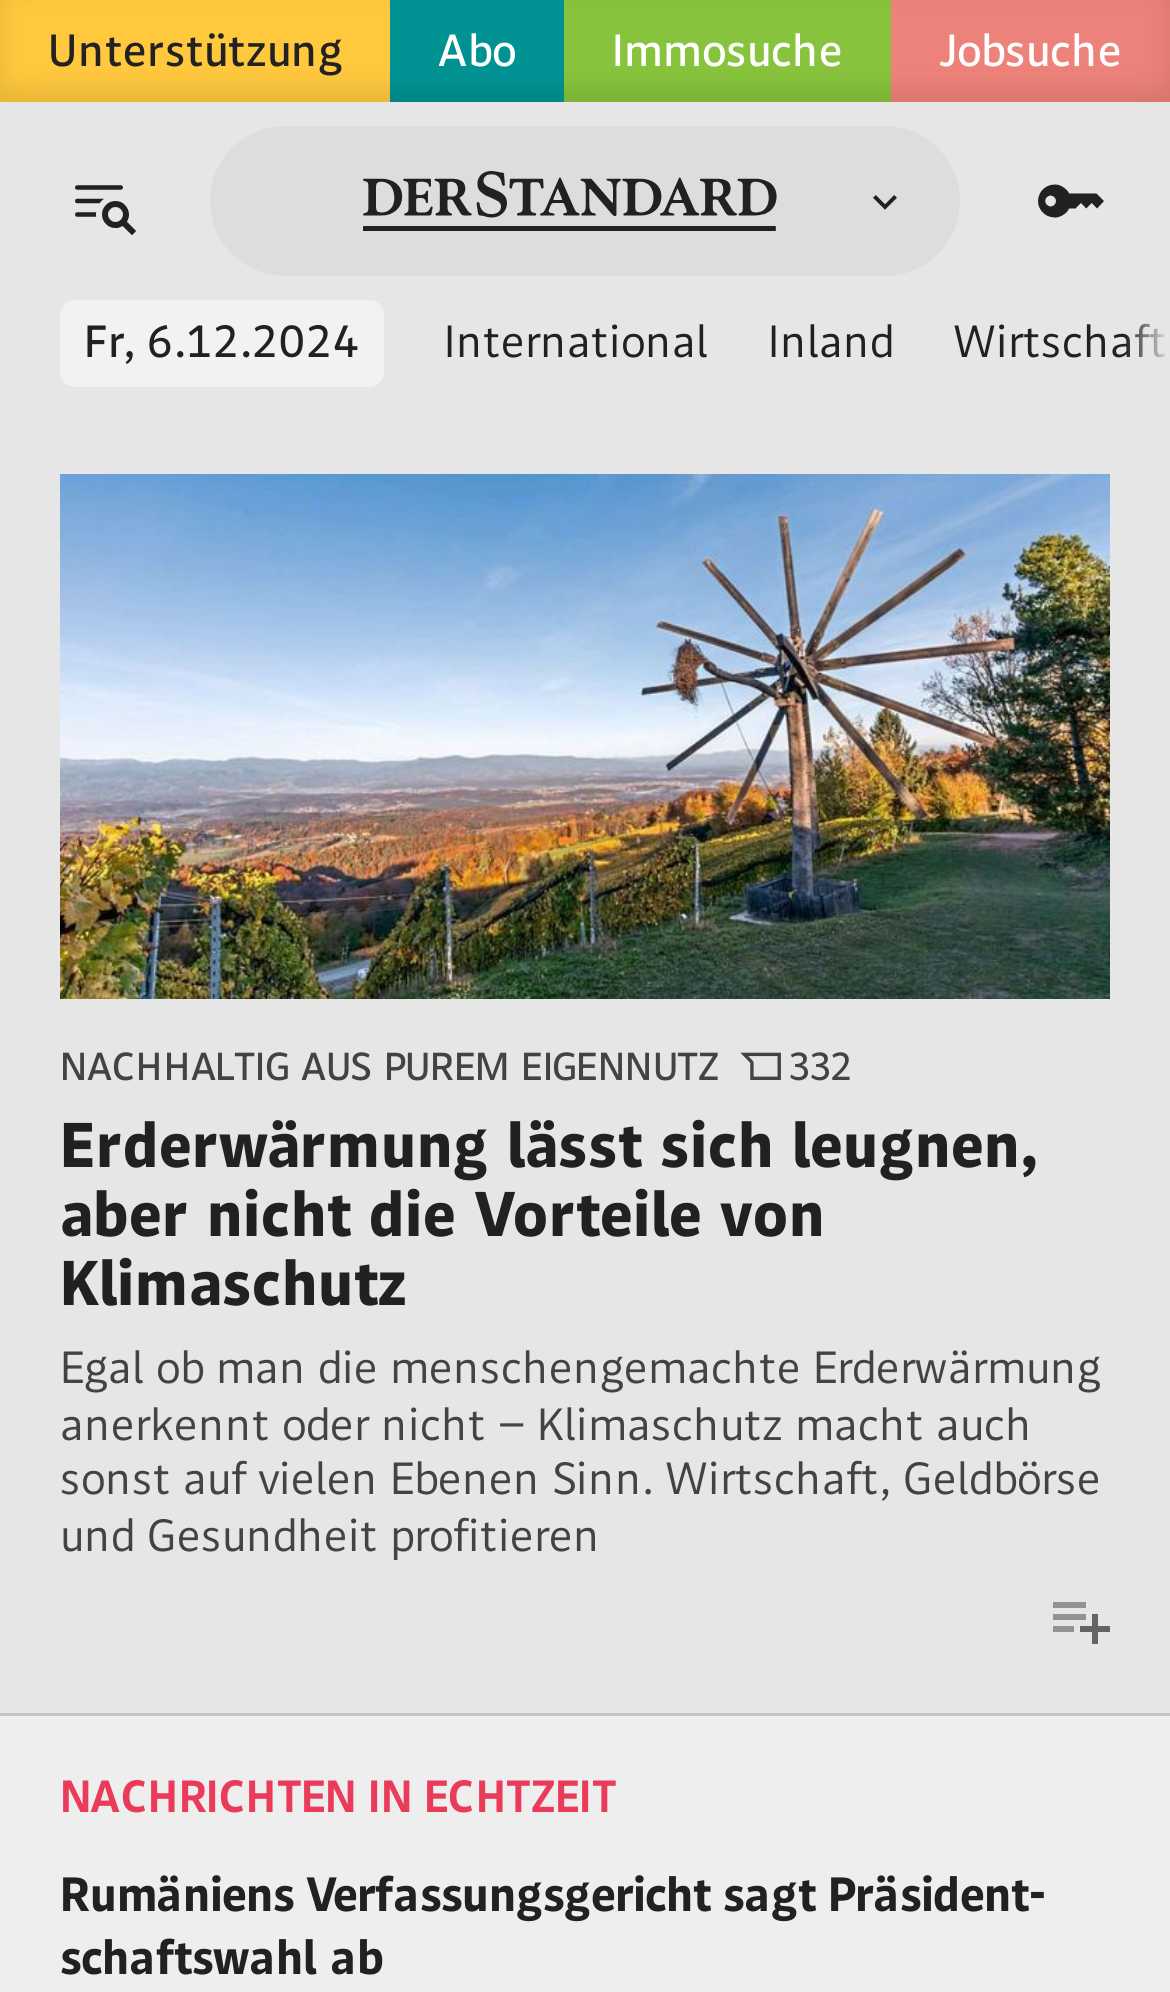 Unterstützung Abo Immosuche Jobsuche
DERSTANDARD
Fr, 6.12.2024 International Inland Wirtschaft
NACHHALTIG AUS PUREM EIGENNUTZ 332
Erderwärmung lässt sich leugnen,
aber nicht die Vorteile von
Klimaschutz
Egal ob man die menschengemachte Erderwärmung
anerkennt oder nicht – Klimaschutz macht auch
sonst auf vielen Ebenen Sinn. Wirtschaft, Geldbörse
und Gesundheit profitieren
NACHRICHTEN IN ECHTZEIT
Rumäniens Verfassungsgericht sagt Präsident-
schaftswahl ab